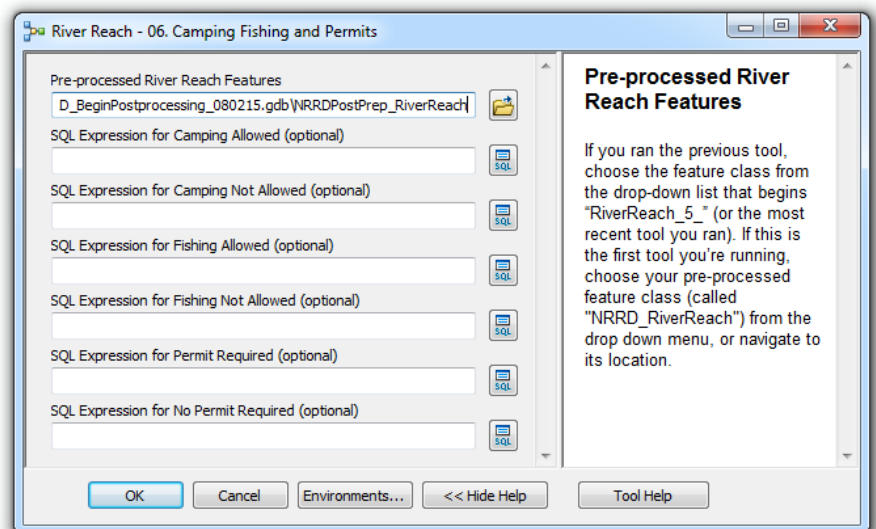 River Reach - 06. Camping Fishing and Permits
Pre-processed River Reach Features
D_BeginPostprocessing_080215.gdb\NRRDPostPrep_RiverReach
SQL Expression for Camping Allowed (optional)
SQL
SQL Expression for Camping Not Allowed (optional)
SQL
SQL Expression for Fishing Allowed (optional)
SQL
SQL Expression for Fishing Not Allowed (optional)
SQL
SQL Expression for Permit Required (optional)
SQL
SQL Expression for No Permit Required (optional)
SQL
OK
Cancel
Environments...
<< Hide Help
Tool Help
Pre-processed River
Reach Features
If you ran the previous tool,
choose the feature class from
the drop-down list that begins
“RiverReach_5_” (or the most
recent tool you ran). If this is
the first tool you're running,
choose your pre-processed
feature class (called
"NRRD_RiverReach") from the
drop down menu, or navigate to
its location.